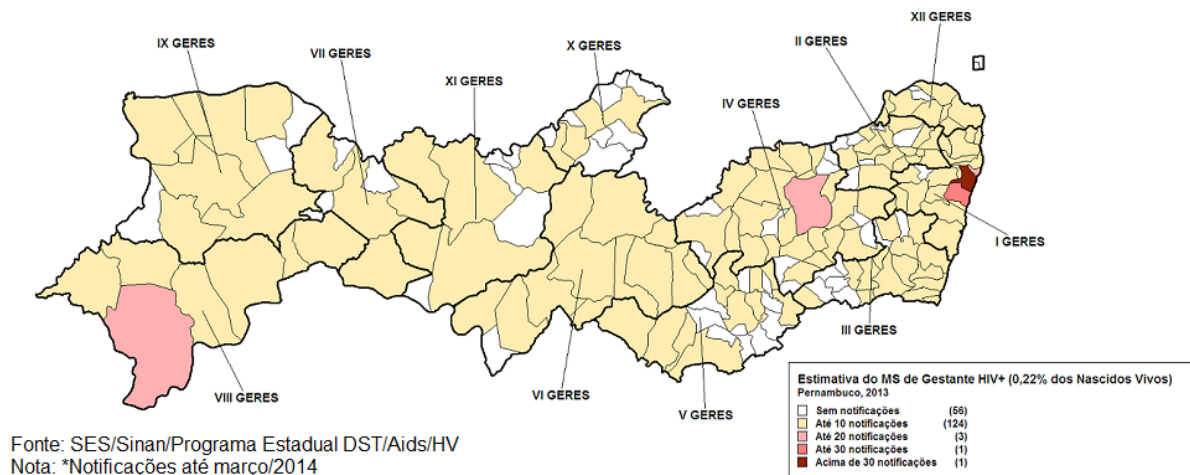 XII GERES
IX GERES
II GERES
X GERES
VII GERES
XI GERES
IV GERES
I GERES
III GERES
VIII GERES
VI GERES
V GERES
Estimativa do MS de Gestante HIV+ (0,22% dos Nascidos Vivos)
Pernambuco, 2013
Sem notificações (56)
Até 10 notificações (124)
Até 20 notificações (3)
Até 30 notificações (1)
Acima de 30 notificações (1)
Fonte: SES/Sinan/Programa Estadual DST/Aids/HV
Nota: *Notificações até março/2014